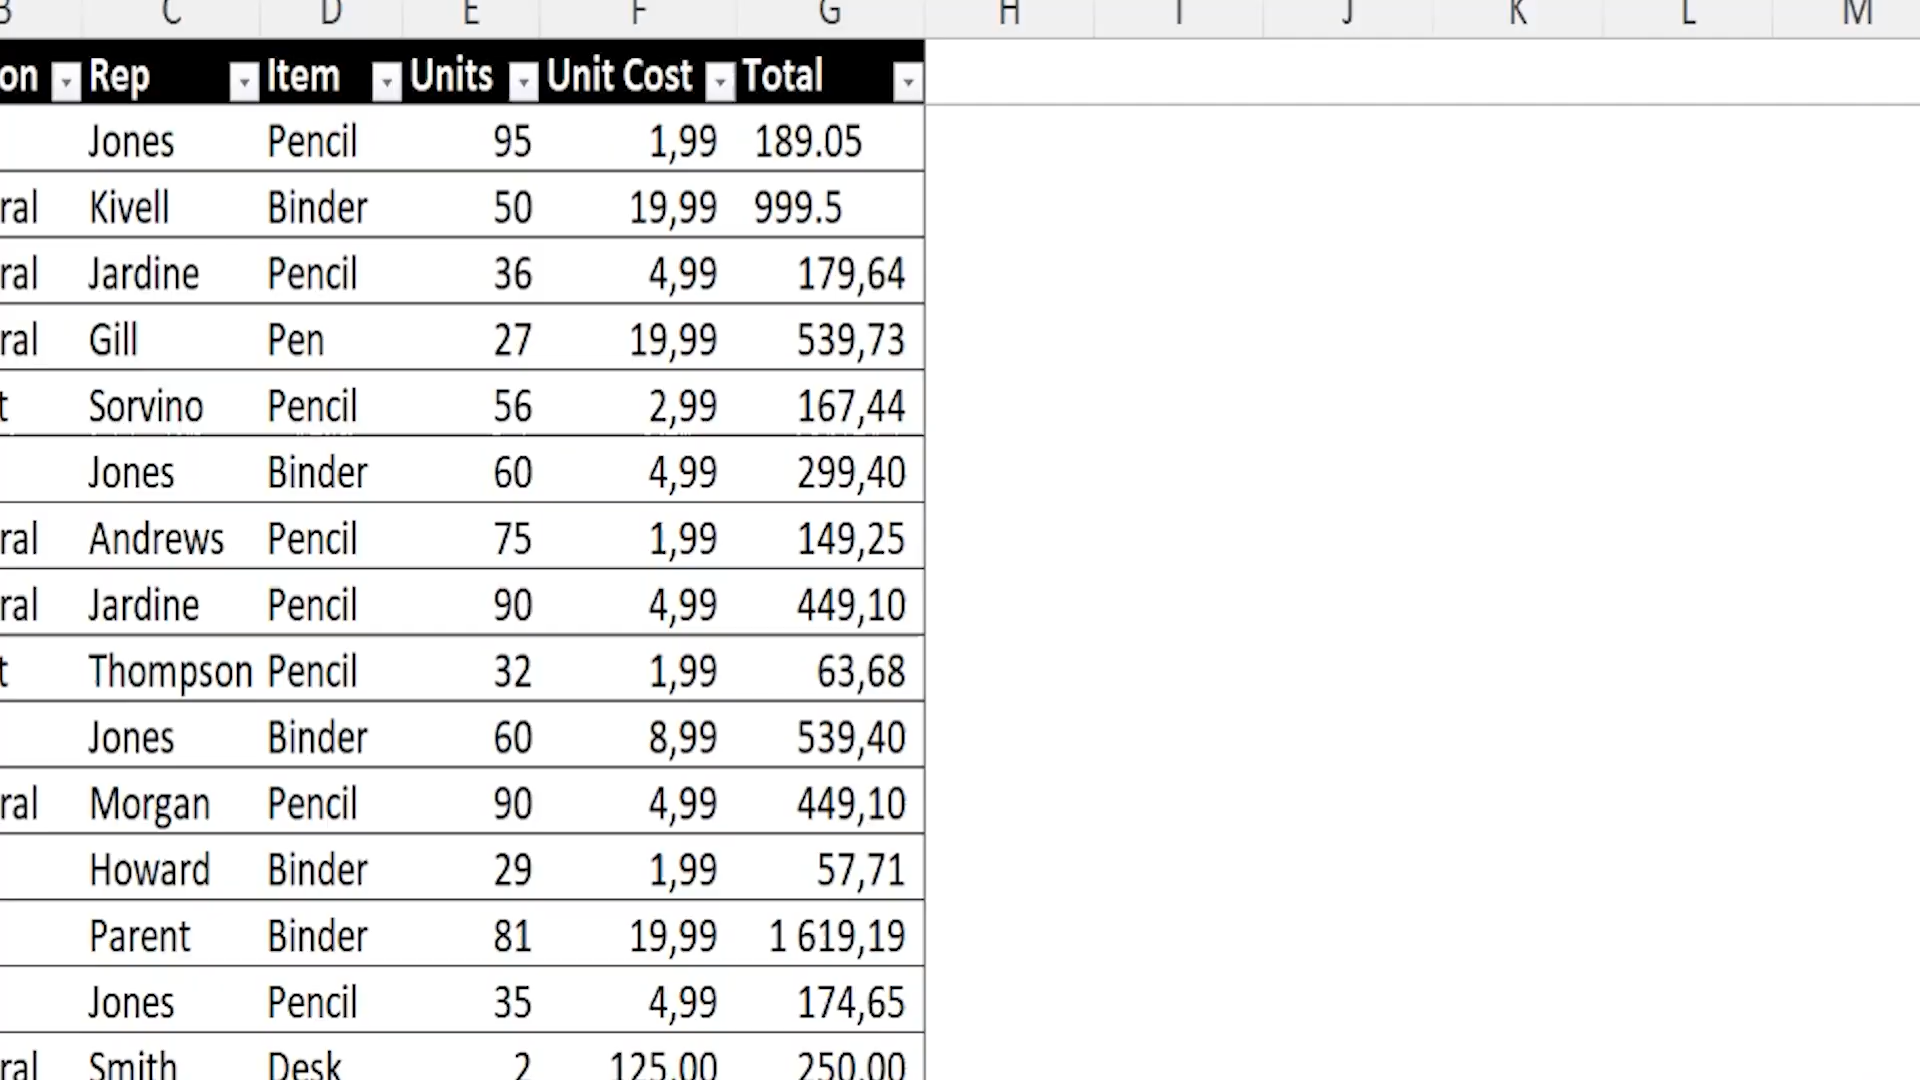 B C D E F G H I J K L M
on Rep Item Units Unit Cost Total
Jones Pencil 95 1,99 189.05
ral Kivell Binder 50 19,99 999.5
ral Jardine Pencil 36 4,99 179,64
ral Gill Pen 27 19,99 539,73
t Sorvino Pencil 56 2,99 167,44
Jones Binder 60 4,99 299,40
ral Andrews Pencil 75 1,99 149,25
ral Jardine Pencil 90 4,99 449,10
t Thompson Pencil 32 1,99 63,68
Jones Binder 60 8,99 539,40
ral Morgan Pencil 90 4,99 449,10
Howard Binder 29 1,99 57,71
Parent Binder 81 19,99 1 619,19
Jones Pencil 35 4,99 174,65
ral Smith Desk 2 125,00 250,00